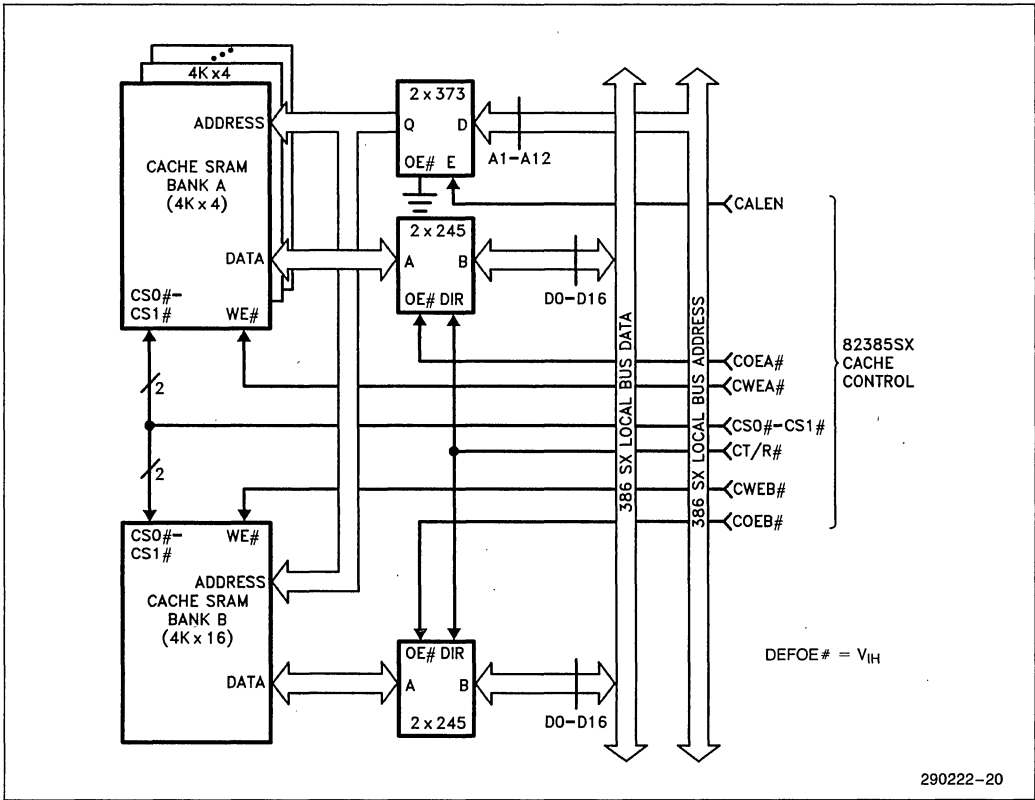 4K x 4
ADDRESS
CACHE SRAM
BANK A
(4K x 4)
DATA
CS0#-
CS1#
WE#
2 x 373
Q D
OE# E
A1-A12
2 x 245
A B
OE# DIR
D0-D16
2
2
CS0#-
CS1#
WE#
ADDRESS
CACHE SRAM
BANK B
(4K x 16)
DATA
OE# DIR
A B
2 x 245
D0-D16
386 SX LOCAL BUS DATA
386 SX LOCAL BUS ADDRESS
CALEN
COEA#
CWEA#
CS0#-CS1#
CT/R#
CWEB#
COEB#
82385SX
CACHE
CONTROL
DEFOE# = VIH
290222-20